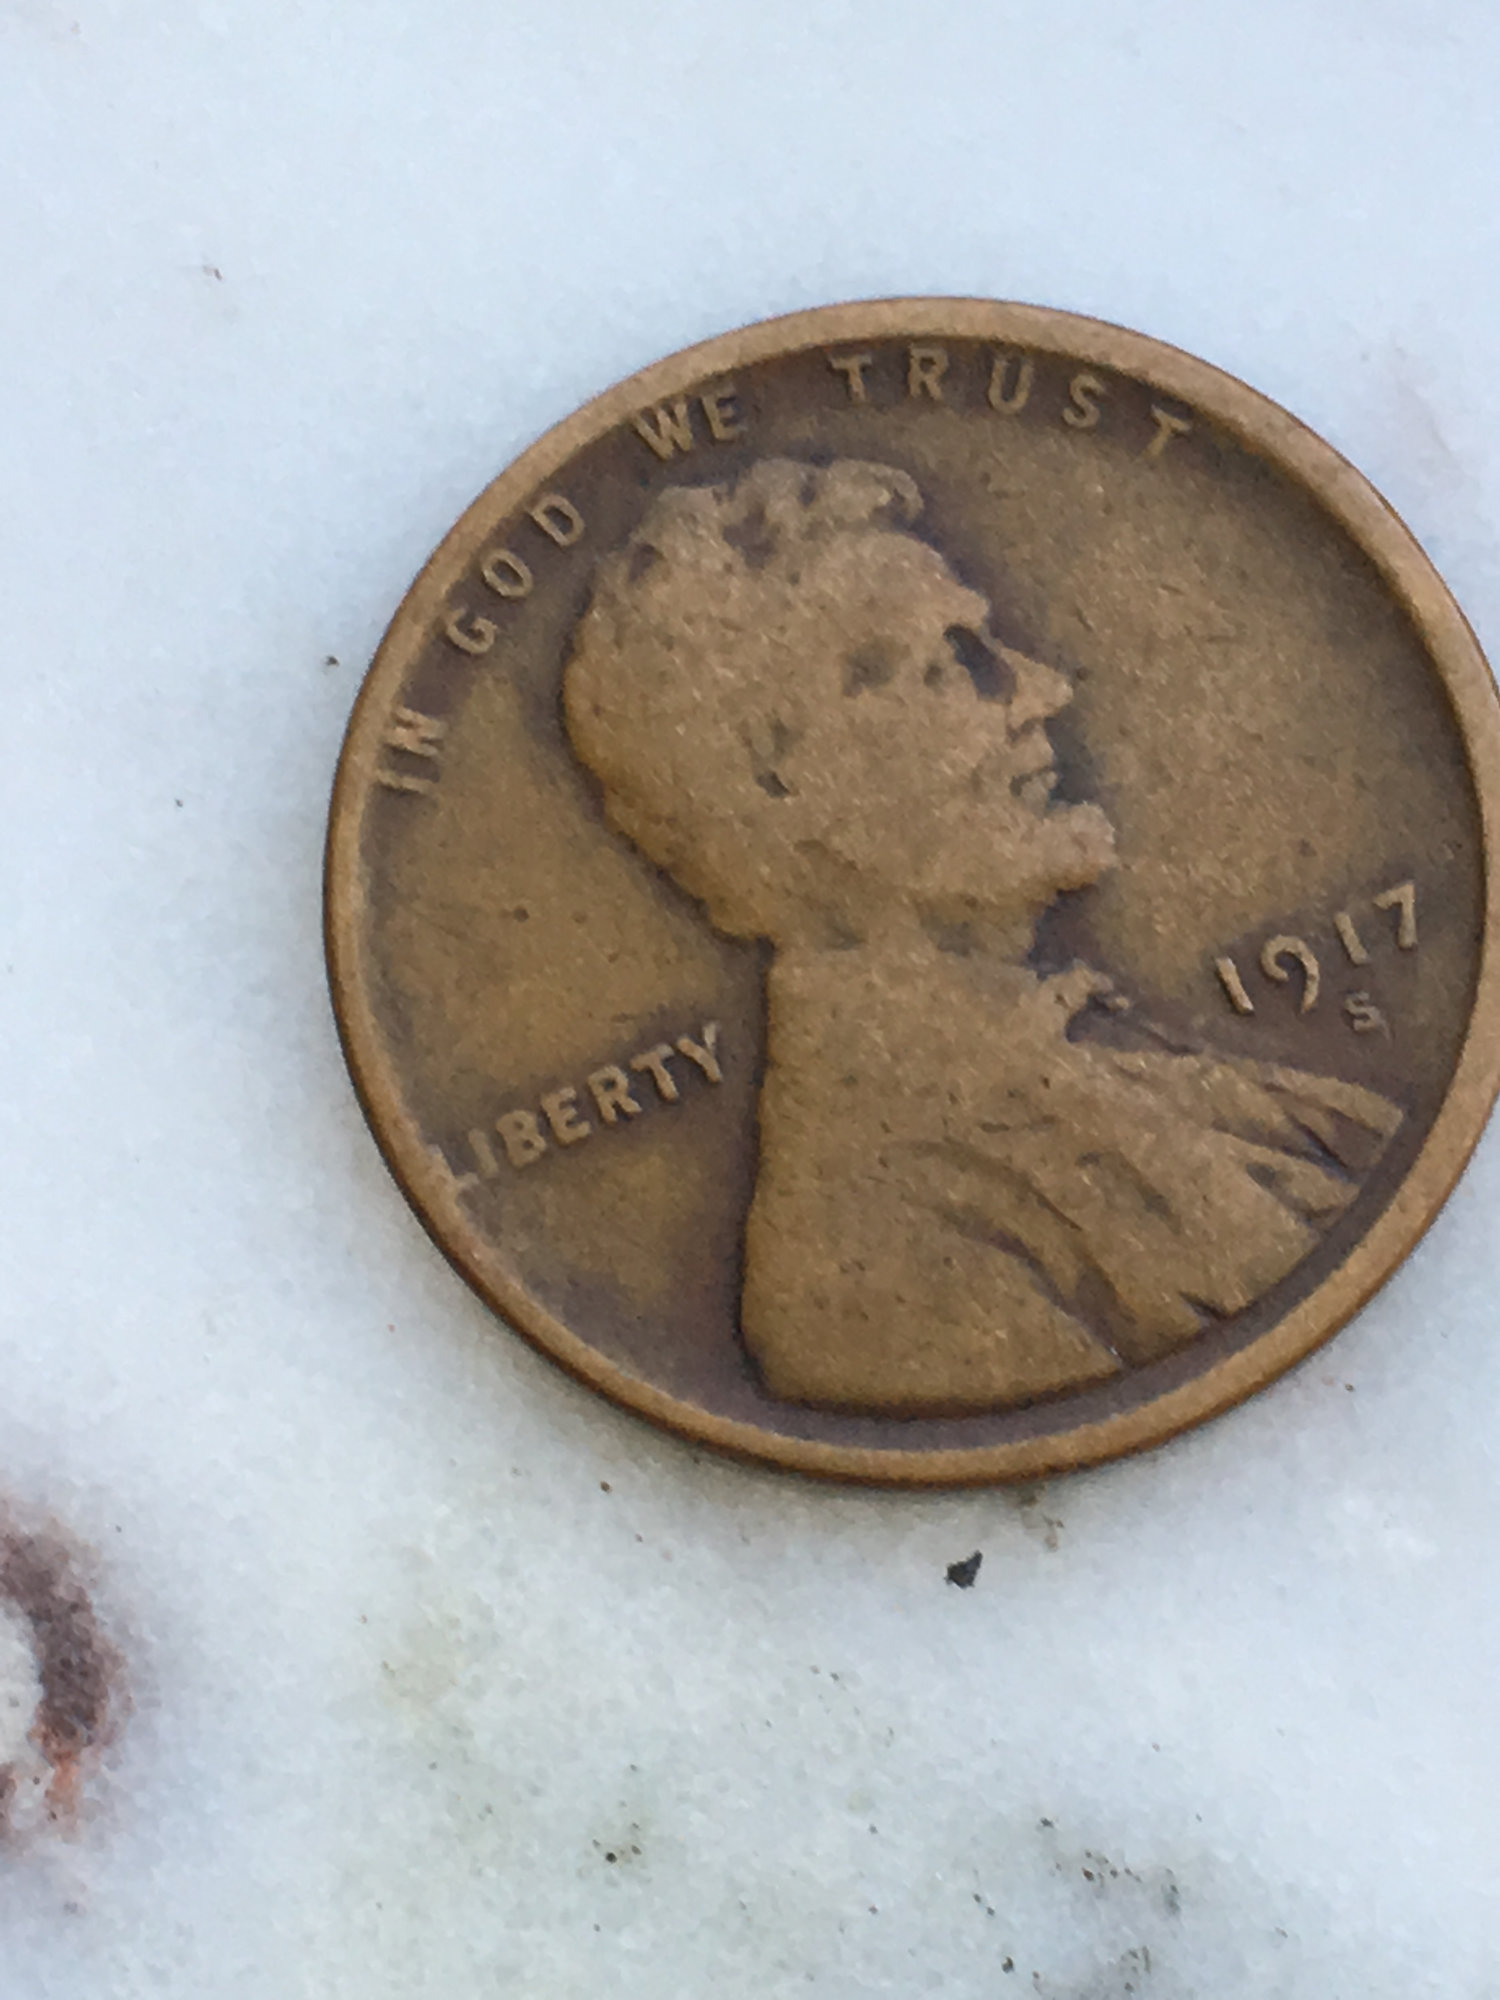 IN GOD WE TRUST
LIBERTY
1917
S